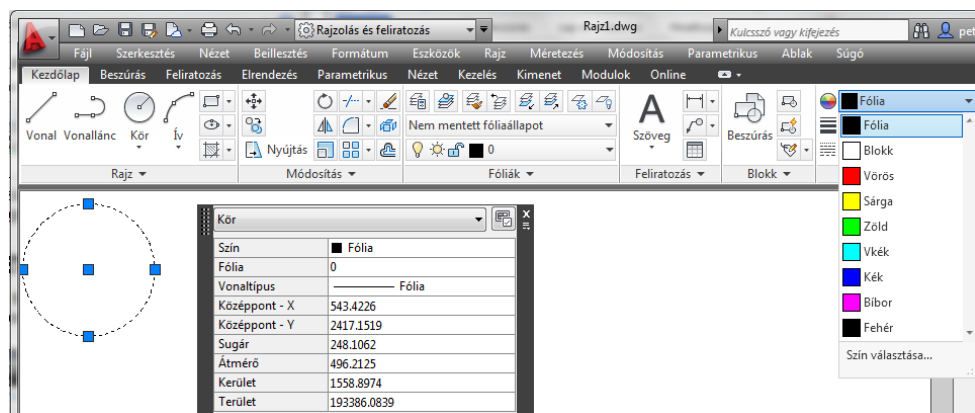 Rajzolás és feliratozás Rajz1.dwg Kulcsszó vagy kifejezés pet
Fájl Szerkesztés Nézet Beillesztés Formátum Eszközök Rajz Méretezés Módosítás Parametrikus Ablak Súgó
Kezdőlap Beszúrás Feliratozás Elrendezés Parametrikus Nézet Kezelés Kimenet Modulok Online
Vonal Vonallánc Kör Ív
Nyújtás
Nem mentett fóliaállapot
0
Szöveg
Beszúrás
Rajz Módosítás Fóliák Feliratozás Blokk
Fólia
Fólia
Blokk
Vörös
Sárga
Zöld
Vkék
Kék
Bíbor
Fehér
Szín választása...
Kör
Szín Fólia
Fólia 0
Vonaltípus Fólia
Középpont - X 543.4226
Középpont - Y 2417.1519
Sugár 248.1062
Átmérő 496.2125
Kerület 1558.8974
Terület 193386.0839